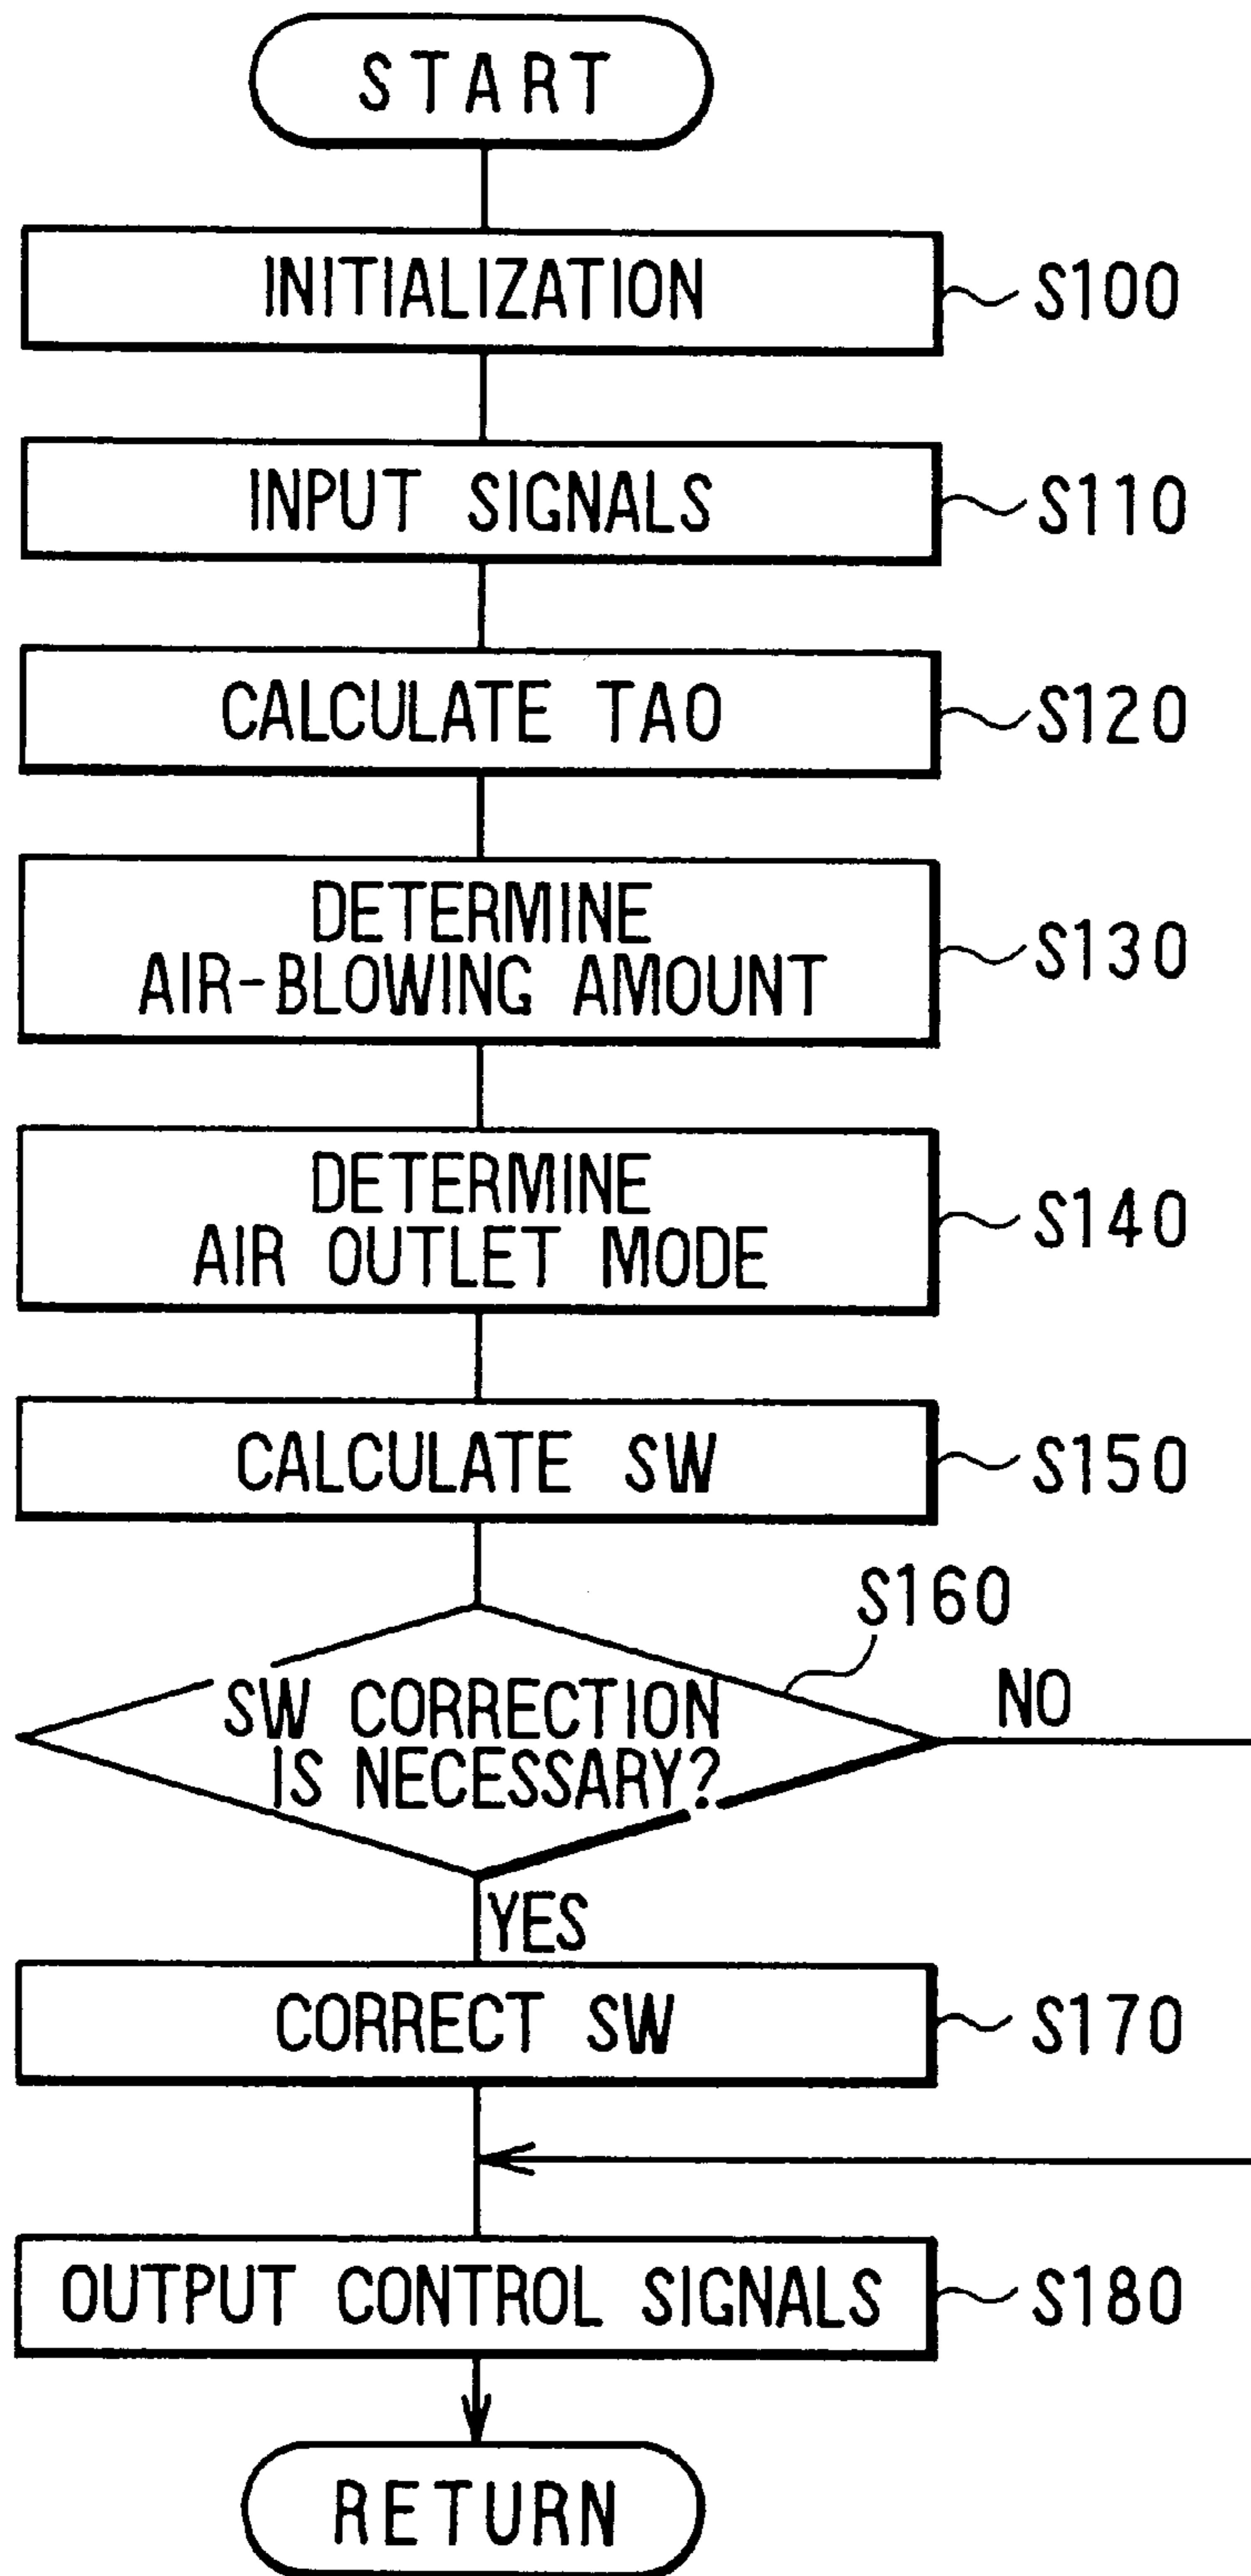 START
INITIALIZATION
S100
INPUT SIGNALS
S110
CALCULATE TAO
S120
DETERMINE
AIR-BLOWING AMOUNT
S130
DETERMINE
AIR OUTLET MODE
S140
CALCULATE SW
S150
S160
SW CORRECTION
IS NECESSARY?
NO
YES
CORRECT SW
S170
OUTPUT CONTROL SIGNALS
S180
RETURN